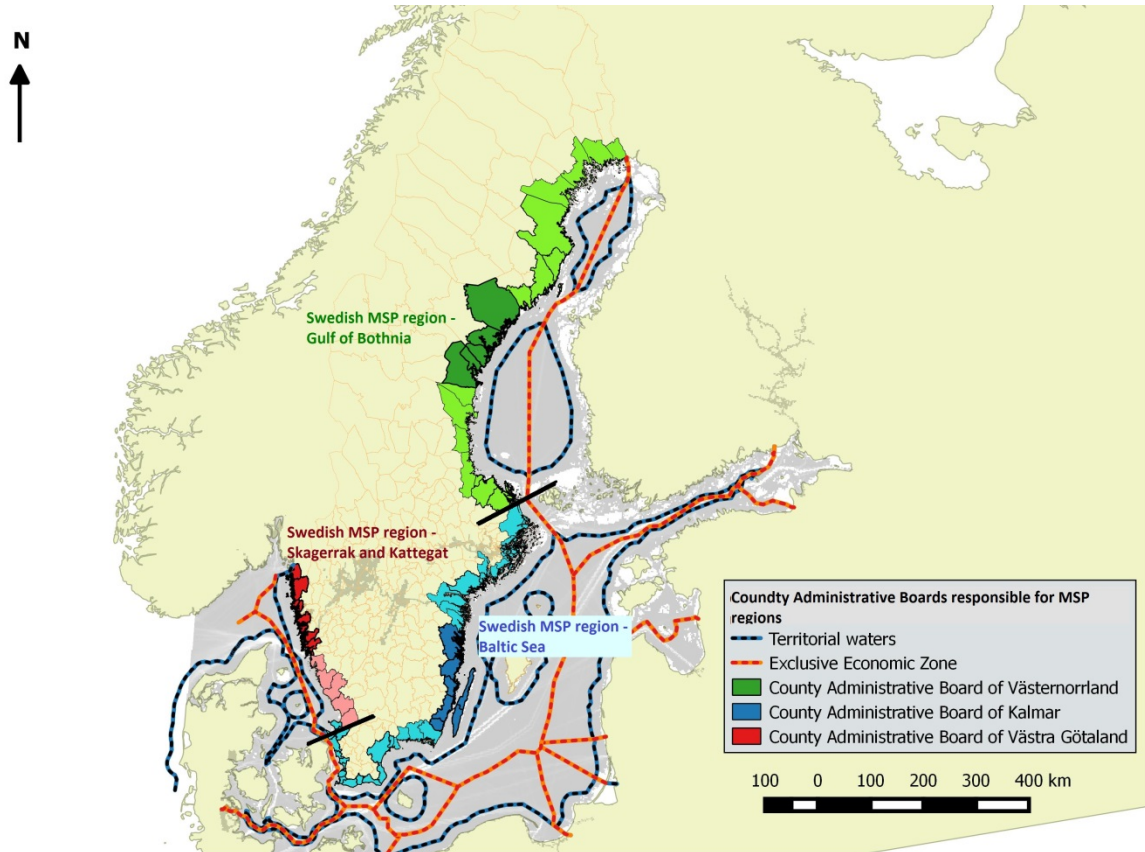 N
Swedish MSP region -
Gulf of Bothnia
Swedish MSP region -
Skagerrak and Kattegat
Swedish MSP region -
Baltic Sea
Coundty Administrative Boards responsible for MSP
regions
Territorial waters
Exclusive Economic Zone
County Administrative Board of Västernorrland
County Administrative Board of Kalmar
County Administrative Board of Västra Götaland
100 0 100 200 300 400 km